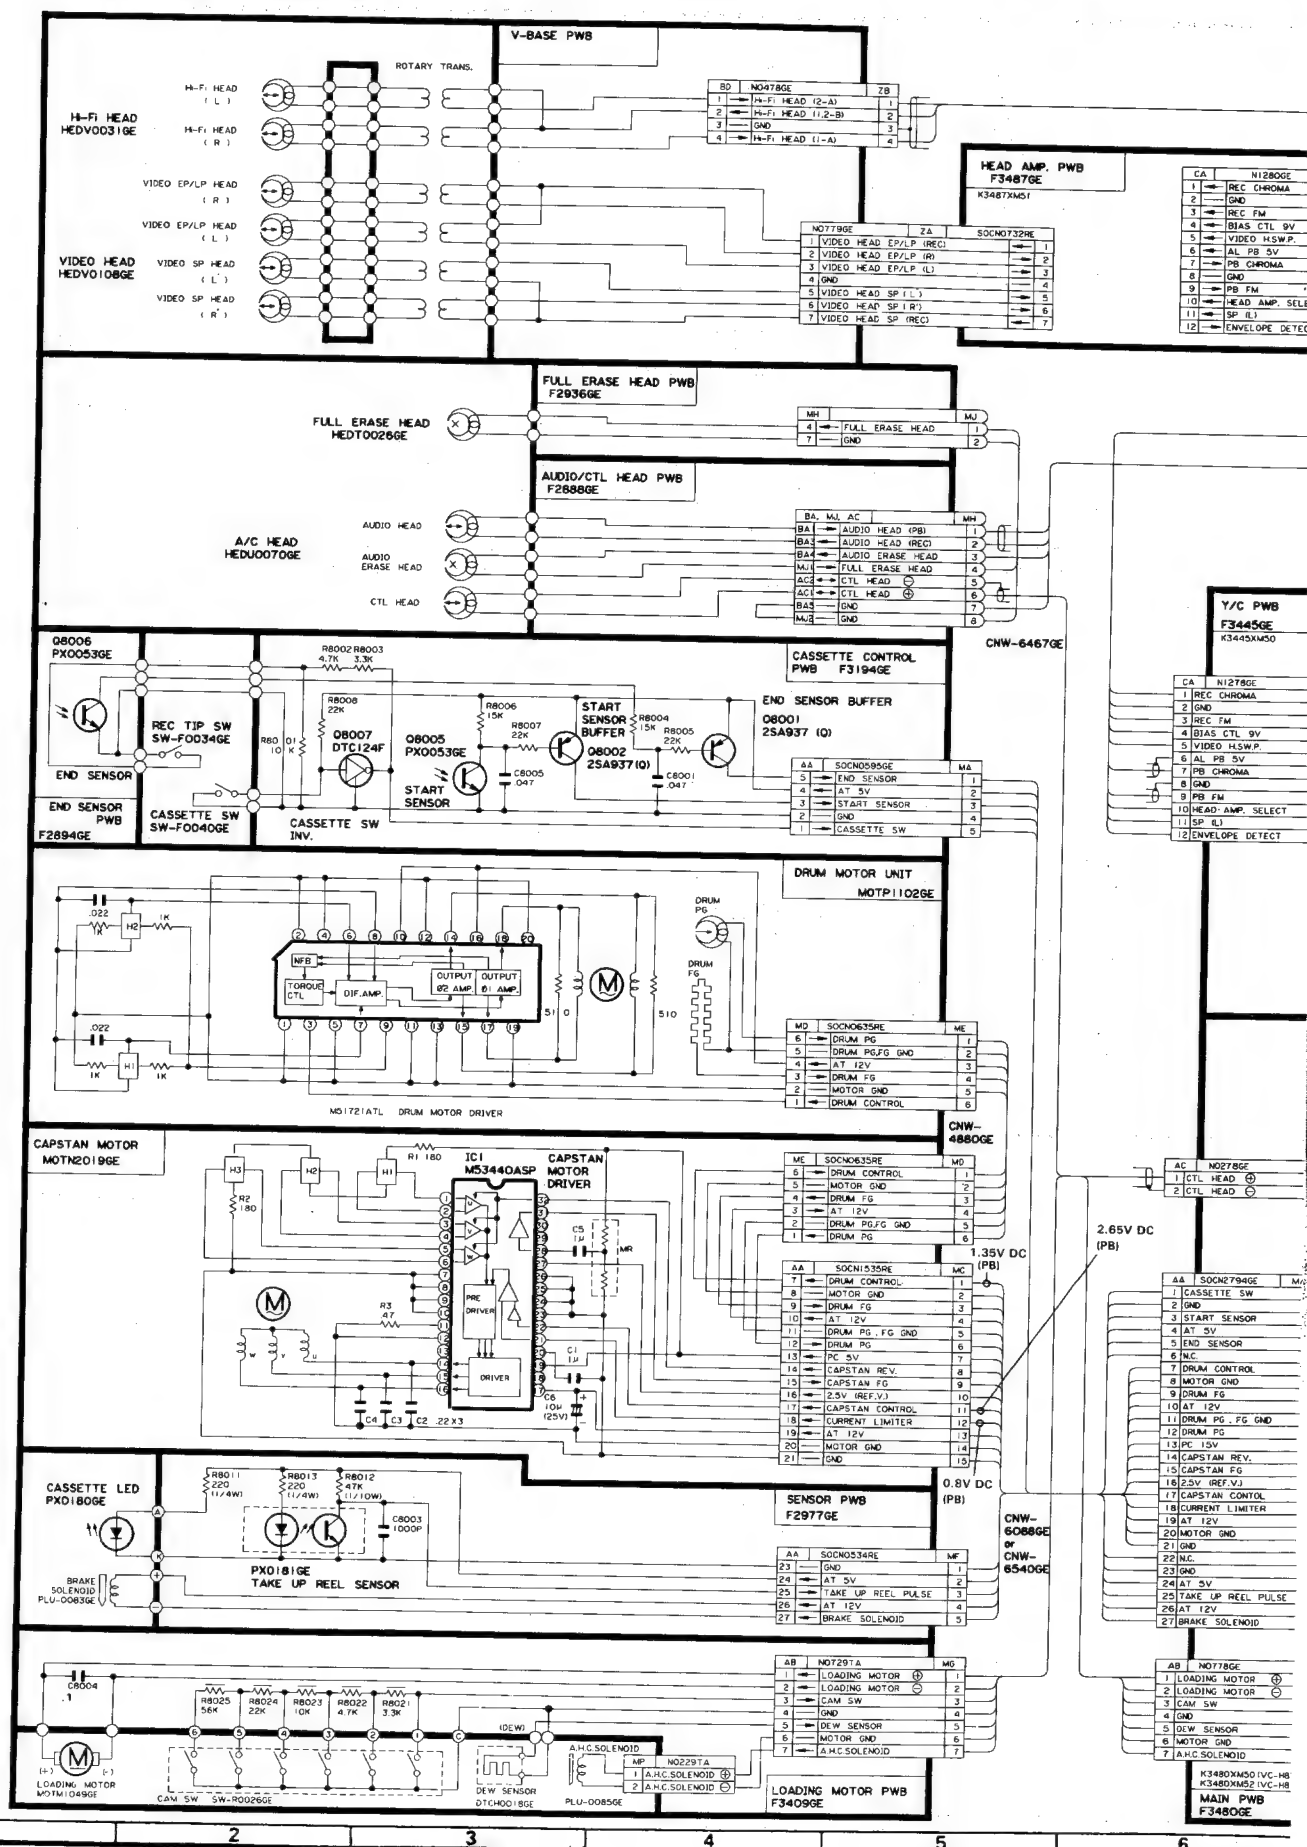 V-BASE PWB
ROTARY TRANS.
Hi-Fi HEAD
( L )
Hi-Fi HEAD
HEDV0031GE
Hi-Fi HEAD
( R )
VIDEO EP/LP HEAD
( R )
VIDEO EP/LP HEAD
( L )
VIDEO HEAD
HEDV0108GE
VIDEO SP HEAD
( L )
VIDEO SP HEAD
( R )
BD N0478GE ZB
1 Hi-Fi HEAD (2-A) 1
2 Hi-Fi HEAD (1,2-B) 2
3 GND 3
4 Hi-Fi HEAD (1-A) 4
HEAD AMP. PWB
F3487GE
K3487XM51
N0779GE ZA SOCN0732RE
1 VIDEO HEAD EP/LP (REC) 1
2 VIDEO HEAD EP/LP (R) 2
3 VIDEO HEAD EP/LP (L) 3
4 GND 4
5 VIDEO HEAD SP (L) 5
6 VIDEO HEAD SP (R) 6
7 VIDEO HEAD SP (REC) 7
CA N1280GE
1 REC CHROMA
2 GND
3 REC FM
4 BIAS CTL 9V
5 VIDEO H.SW.P.
6 AL PB 5V
7 PB CHROMA
8 GND
9 PB FM
10 HEAD AMP. SELE
11 SP (L)
12 ENVELOPE DETEC
FULL ERASE HEAD PWB
F2936GE
FULL ERASE HEAD
HEDT0026GE
MH MJ
4 FULL ERASE HEAD 1
7 GND 2
AUDIO/CTL HEAD PWB
F2888GE
A/C HEAD
HEDU0070GE
AUDIO HEAD
AUDIO
ERASE HEAD
CTL HEAD
BA, MJ, AC MH
BA1 AUDIO HEAD (PB) 1
BA3 AUDIO HEAD (REC) 2
BA4 AUDIO ERASE HEAD 3
MJ1 FULL ERASE HEAD 4
AC2 CTL HEAD ⊖ 5
AC1 CTL HEAD ⊕ 6
BA5 GND 7
MJ2 GND 8
CNW-6467GE
Y/C PWB
F3445GE
K3445XM50
CA N1278GE
1 REC CHROMA
2 GND
3 REC FM
4 BIAS CTL 9V
5 VIDEO H.SW.P.
6 AL PB 5V
7 PB CHROMA
8 GND
9 PB FM
10 HEAD AMP. SELECT
11 SP (L)
12 ENVELOPE DETECT
Q8006
PX0053GE
END SENSOR
END SENSOR
PWB
F2894GE
REC TIP SW
SW-F0034GE
CASSETTE SW
SW-F0040GE
R8002 R8003
4.7K 3.3K
R8008
22K
R8001
10K
Q8007
DTC124F
CASSETTE SW
INV.
Q8005
PX0053GE
START
SENSOR
R8006
15K
R8007
22K
C8005
.047
START
SENSOR
BUFFER
Q8002
2SA937(Q)
R8004
15K
R8005
22K
C8001
.047
CASSETTE CONTROL
PWB F3194GE
END SENSOR BUFFER
Q8001
2SA937 (Q)
AA SOCN0595GE MA
5 END SENSOR 1
4 AT 5V 2
3 START SENSOR 3
2 GND 4
1 CASSETTE SW 5
DRUM MOTOR UNIT
MOTP1102GE
.022
1K
H2
1K
.022
1K
H1
1K
2 4 6 8 10 12 14 16 18 20
NFB
TORQUE
CTL
DIF.AMP.
OUTPUT
Ø2 AMP.
OUTPUT
Ø1 AMP.
1 3 5 7 9 11 13 15 17 19
510
M
510
DRUM
PG
DRUM
FG
M51721ATL DRUM MOTOR DRIVER
MD SOCN0635RE ME
6 DRUM PG 1
5 DRUM PG,FG GND 2
4 AT 12V 3
3 DRUM FG 4
2 MOTOR GND 5
1 DRUM CONTROL 6
CNW-
4880GE
CAPSTAN MOTOR
MOTN2019GE
H3
H2
H1
R1 180
R2
180
IC1
M53440ASP
CAPSTAN
MOTOR
DRIVER
PRE
DRIVER
DRIVER
M
W V U
R3
.47
C4 C3 C2 .22X3
C5
1μ
MR
C1
1μ
C6
10μ
(25V)
ME SOCN0635RE MD
6 DRUM CONTROL 1
5 MOTOR GND 2
4 DRUM FG 3
3 AT 12V 4
2 DRUM PG,FG GND 5
1 DRUM PG 6
1.35V DC
(PB)
2.65V DC
(PB)
AA SOCN1535RE MC
7 DRUM CONTROL 1
8 MOTOR GND 2
9 DRUM FG 3
10 AT 12V 4
11 DRUM PG . FG GND 5
12 DRUM PG 6
13 PC 5V 7
14 CAPSTAN REV. 8
15 CAPSTAN FG 9
16 2.5V (REF.V.) 10
17 CAPSTAN CONTROL 11
18 CURRENT LIMITER 12
19 AT 12V 13
20 MOTOR GND 14
21 GND 15
0.8V DC
(PB)
AC N0278GE
1 CTL HEAD ⊕
2 CTL HEAD ⊖
AA SOCN2794GE
1 CASSETTE SW
2 GND
3 START SENSOR
4 AT 5V
5 END SENSOR
6 N.C.
7 DRUM CONTROL
8 MOTOR GND
9 DRUM FG
10 AT 12V
11 DRUM PG . FG GND
12 DRUM PG
13 PC 15V
14 CAPSTAN REV.
15 CAPSTAN FG
16 2.5V (REF.V.)
17 CAPSTAN CONTOL
18 CURRENT LIMITER
19 AT 12V
20 MOTOR GND
21 GND
22 N.C.
23 GND
24 AT 5V
25 TAKE UP REEL PULSE
26 AT 12V
27 BRAKE SOLENOID
CASSETTE LED
PX0180GE
A
K
BRAKE
SOLENOID
PLU-0083GE
R8011
220
(1/4W)
R8013
220
(1/4W)
R8012
47K
(1/10W)
C8003
1000P
PX0181GE
TAKE UP REEL SENSOR
SENSOR PWB
F2977GE
CNW-
6088GE
or
CNW-
6540GE
AA SOCN0534RE MF
23 GND 1
24 AT 5V 2
25 TAKE UP REEL PULSE 3
26 AT 12V 4
27 BRAKE SOLENOID 5
C8004
.1
R8025
56K
R8024
22K
R8023
10K
R8022
4.7K
R8021
3.3K
6 5 4 3 2 1 C
(+) M (-)
LOADING MOTOR
MOTM1049GE
CAM SW SW-R0026GE
(DEW)
DEW SENSOR
DTCH0018GE
A.H.C.SOLENOID
PLU-0085GE
MP N0229TA
1 A.H.C.SOLENOID ⊕
2 A.H.C.SOLENOID ⊖
AB N0729TA MG
1 LOADING MOTOR ⊕ 1
2 LOADING MOTOR ⊖ 2
3 CAM SW 3
4 GND 4
5 DEW SENSOR 5
6 MOTOR GND 6
7 A.H.C.SOLENOID 7
LOADING MOTOR PWB
F3409GE
AB N0778GE
1 LOADING MOTOR ⊕
2 LOADING MOTOR ⊖
3 CAM SW
4 GND
5 DEW SENSOR
6 MOTOR GND
7 A.H.C.SOLENOID
K3480XM50 (VC-H8
K3480XM52 (VC-H8
MAIN PWB
F3480GE
2 3 4 5 6